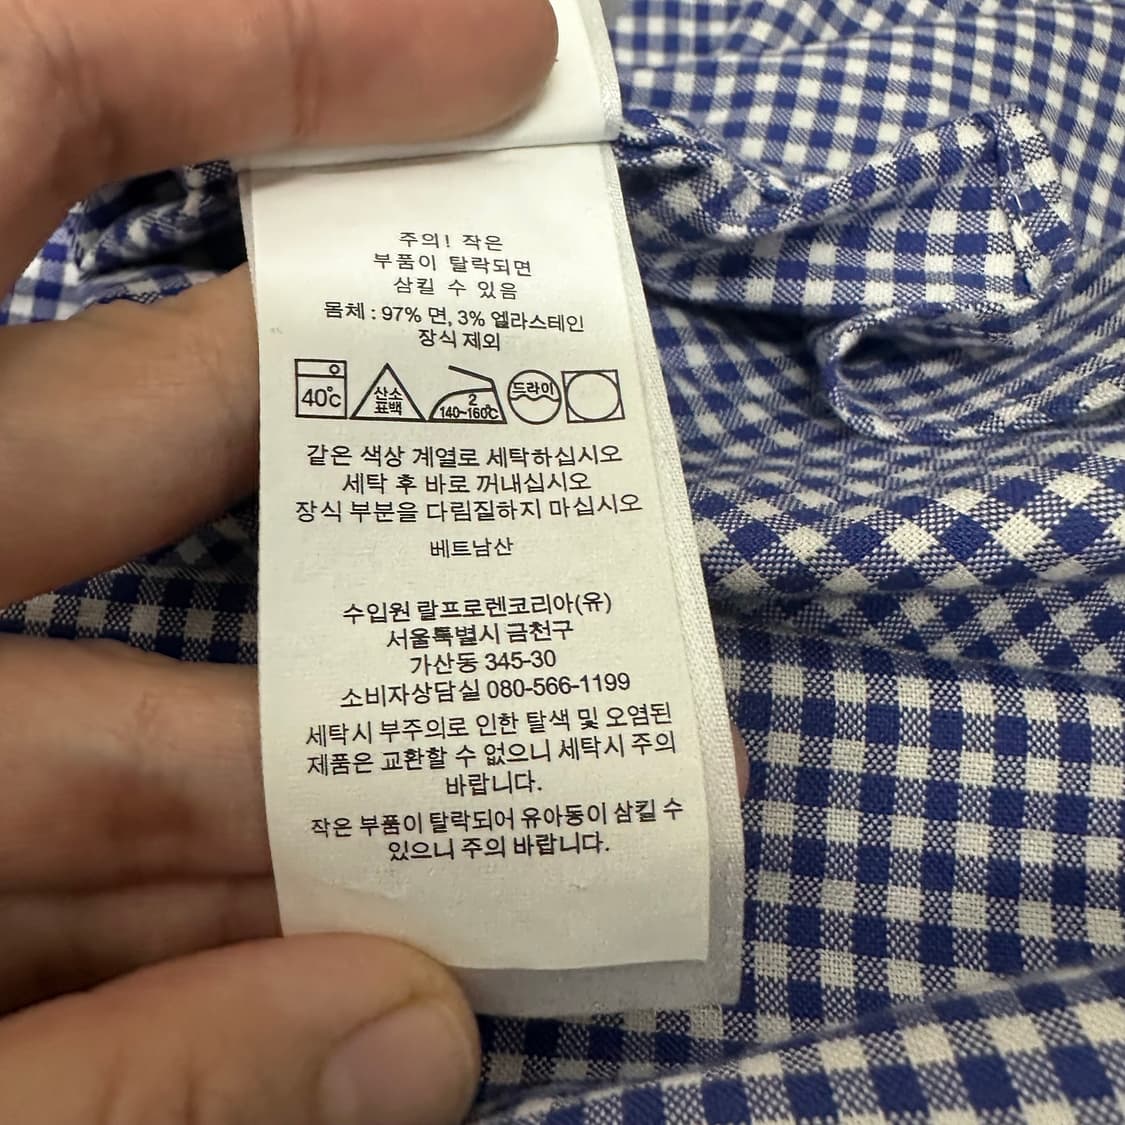 주의! 작은
부품이 탈락되면
삼킬 수 있음
몸체 : 97% 면, 3% 엘라스테인
장식 제외
40℃ 산소 표백 2 140~160℃ 드라이
같은 색상 계열로 세탁하십시오
세탁 후 바로 꺼내십시오
장식 부분을 다림질하지 마십시오
베트남산
수입원 랄프로렌코리아(유)
서울특별시 금천구
가산동 345-30
소비자상담실 080-566-1199
세탁시 부주의로 인한 탈색 및 오염된
제품은 교환할 수 없으니 세탁시 주의
바랍니다.
작은 부품이 탈락되어 유아동이 삼킬 수
있으니 주의 바랍니다.